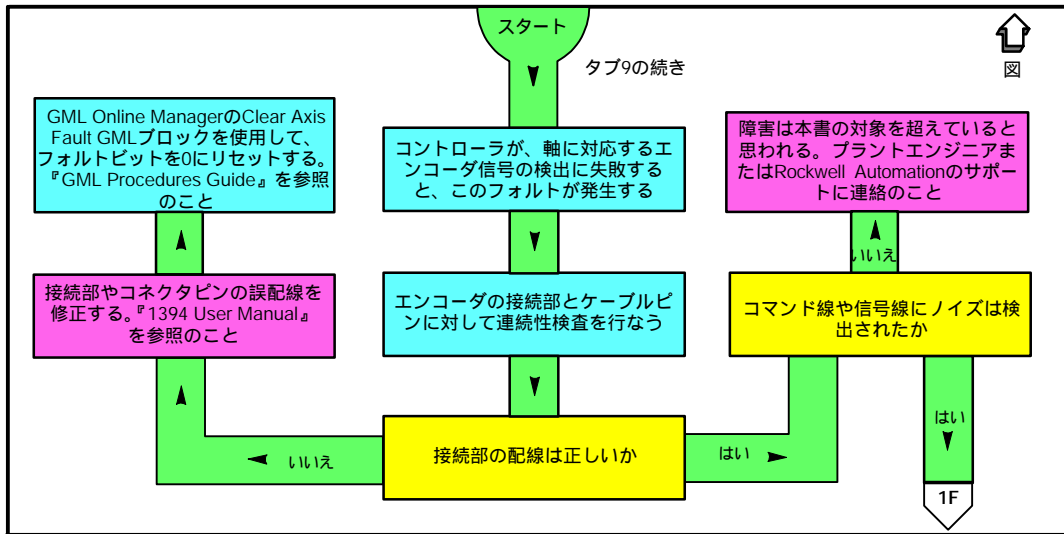 スタート
タブ9の続き
図
GML Online ManagerのClear Axis
Fault GMLブロックを使用して、
フォルトビットを0にリセットする。
『GML Procedures Guide』を参照
のこと
コントローラが、軸に対応するエ
ンコーダ信号の検出に失敗する
と、このフォルトが発生する
障害は本書の対象を超えていると
思われる。プラントエンジニアま
たはRockwell Automationのサポー
トに連絡のこと
いいえ
接続部やコネクタピンの誤配線を
修正する。『1394 User Manual』
を参照のこと
エンコーダの接続部とケーブルピ
ンに対して連続性検査を行なう
コマンド線や信号線にノイズは検
出されたか
はい
いいえ
接続部の配線は正しいか
はい
1F